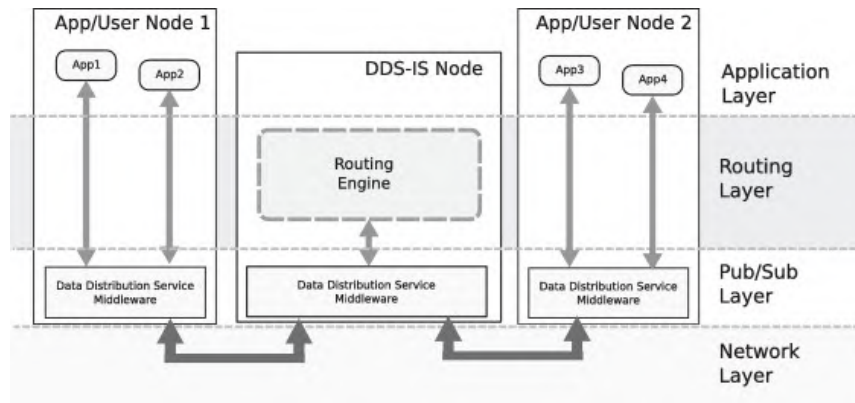 App/User Node 1
App1
App2
Data Distribution Service
Middleware
DDS-IS Node
Routing
Engine
Data Distribution Service
Middleware
App/User Node 2
App3
App4
Data Distribution Service
Middleware
Application
Layer
Routing
Layer
Pub/Sub
Layer
Network
Layer